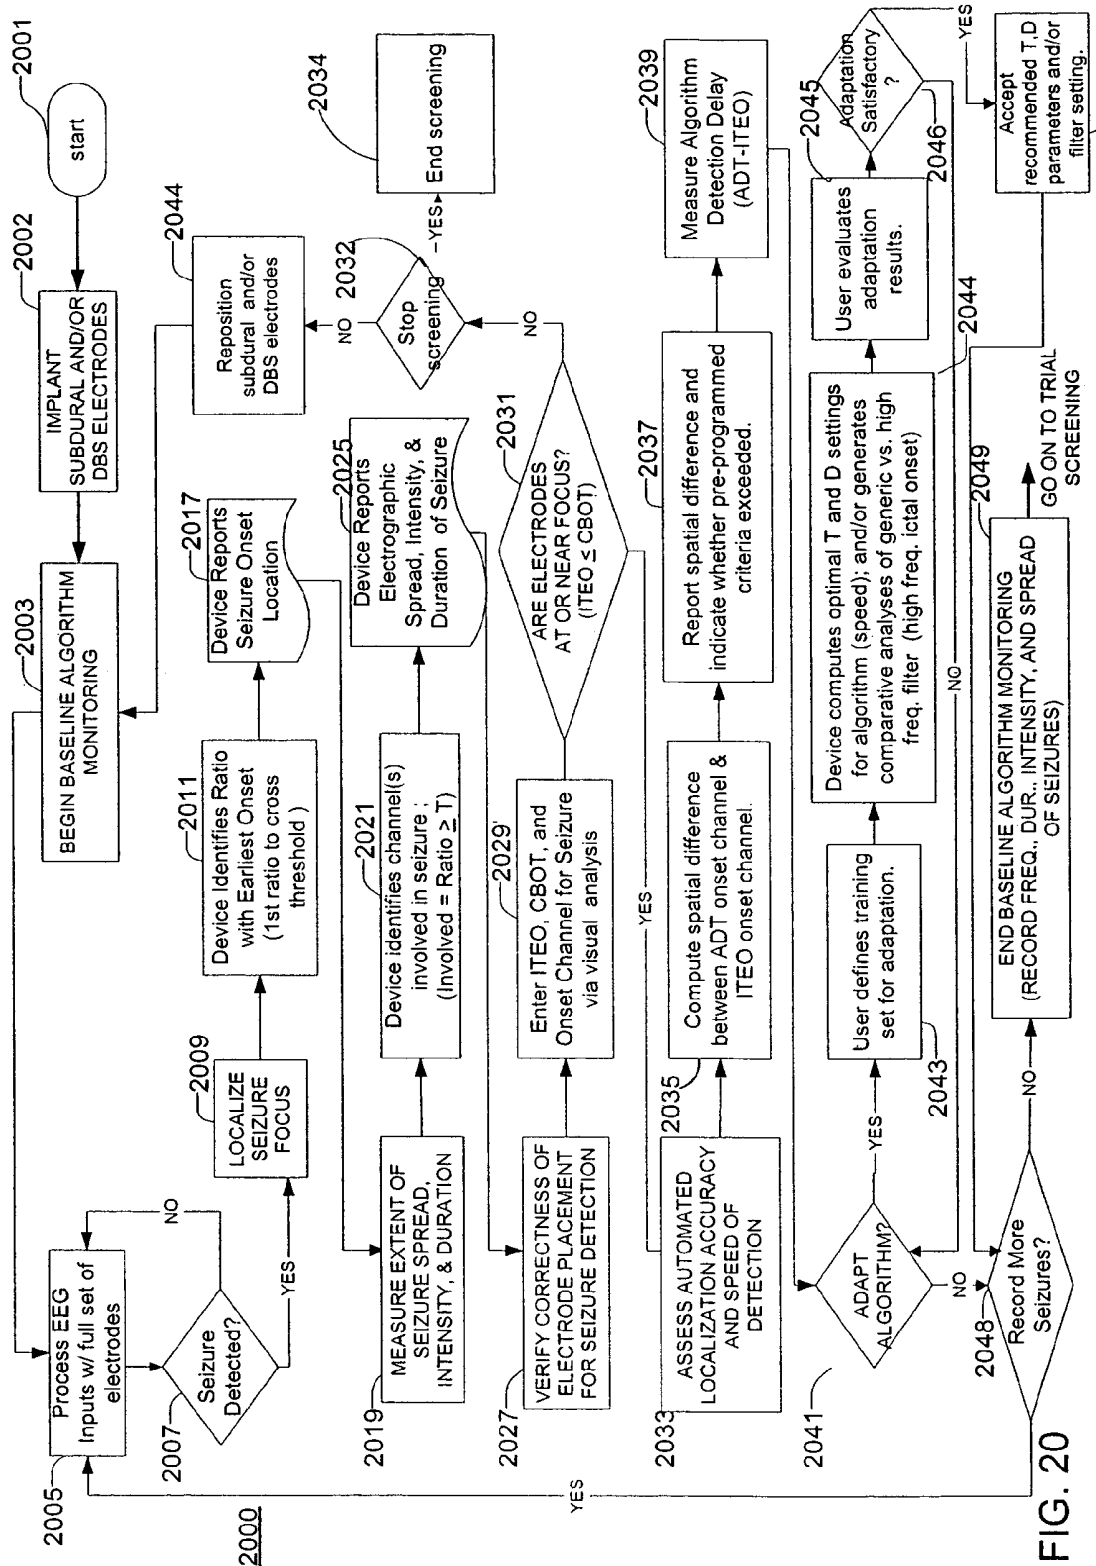 2001
start
2002
IMPLANT
SUBDURAL AND/OR
DBS ELECTRODES
2003
BEGIN BASELINE ALGORITHM
MONITORING
2000
2005
Process EEG
Inputs w/ full set of
electrodes
2007
Seizure
Detected?
NO
YES
2009
LOCALIZE
SEIZURE
FOCUS
2011
Device Identifies Ratio
with Earliest Onset
(1st ratio to cross
threshold )
2017
Device Reports
Seizure Onset
Location
2019
MEASURE EXTENT OF
SEIZURE SPREAD,
INTENSITY, & DURATION
2021
Device identifies channel(s)
involved in seizure :
(Involved = Ratio ≥ T)
2025
Device Reports
Electrographic
Spread, Intensity, &
Duration of Seizure
2027
VERIFY CORRECTNESS OF
ELECTRODE PLACEMENT
FOR SEIZURE DETECTION
2029
Enter ITEO, CBOT, and
Onset Channel for Seizure
via visual analysis
2031
ARE ELECTRODES
AT OR NEAR FOCUS?
(ITEO ≤ CBOT)
NO
YES
2032
Stop
screening
NO
YES
2034
End screening
2044
Reposition
subdural and/or
DBS electrodes
2033
ASSESS AUTOMATED
LOCALIZATION ACCURACY
AND SPEED OF
DETECTION
2035
Compute spatial difference
between ADT onset channel &
ITEO onset channel.
2037
Report spatial difference and
indicate whether pre-programmed
criteria exceeded.
2039
Measure Algorithm
Detection Delay
(ADT-ITEO)
2041
ADAPT
ALGORITHM?
YES
NO
2043
User defines training
set for adaptation.
2044
Device computes optimal T and D settings
for algorithm (speed); and/or generates
comparative analyses of generic vs. high
freq. filter (high freq. ictal onset)
2045
User evaluates
adaptation
results.
2046
Adaptation
Satisfactory
?
NO
YES
Accept
recommended T,D
parameters and/or
filter setting.
2048
Record More
Seizures?
YES
NO
2049
END BASELINE ALGORITHM MONITORING
(RECORD FREQ., DUR., INTENSITY, AND SPREAD
OF SEIZURES)
GO ON TO TRIAL
SCREENING
FIG. 20